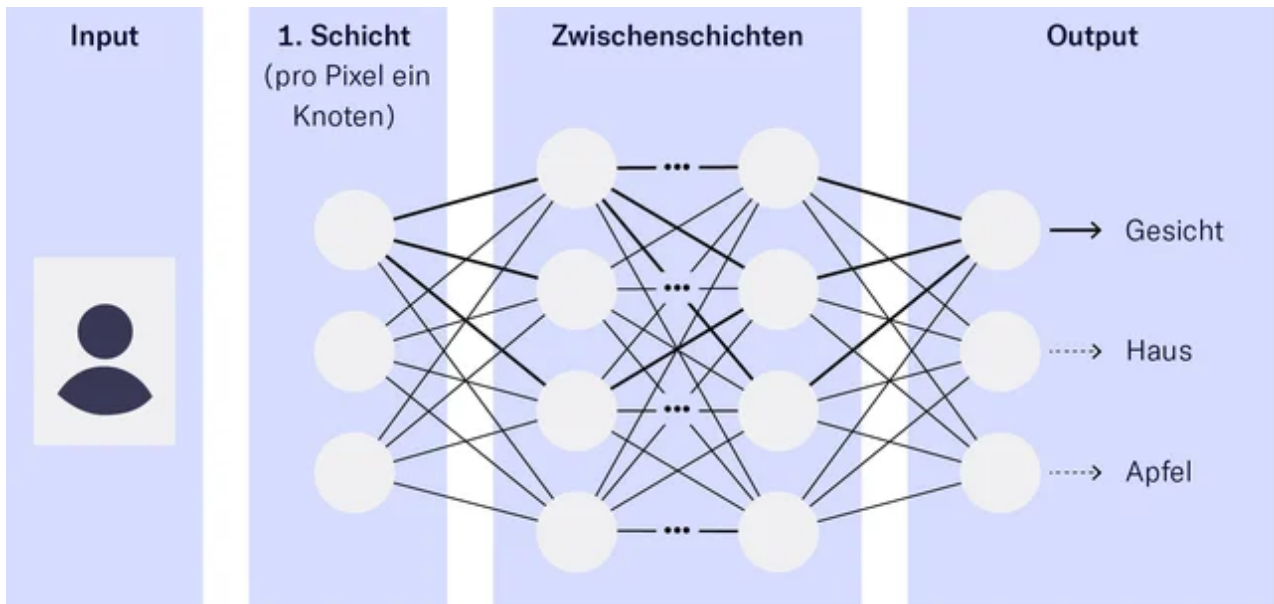 Input
1. Schicht
(pro Pixel ein
Knoten)
Zwischenschichten
Output
Gesicht
Haus
Apfel